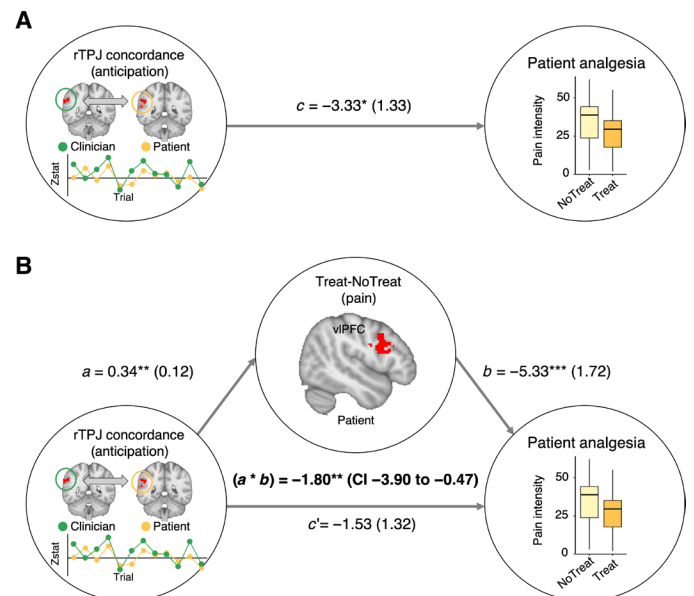 A
rTPJ concordance
(anticipation)
Clinician
Patient
Zstat
Trial
c = −3.33* (1.33)
Patient analgesia
Pain intensity
50
25
0
NoTreat
Treat
B
Treat-NoTreat
(pain)
vlPFC
Patient
a = 0.34** (0.12)
b = −5.33*** (1.72)
rTPJ concordance
(anticipation)
Clinician
Patient
Zstat
Trial
(a * b) = −1.80** (CI −3.90 to −0.47)
c'= −1.53 (1.32)
Patient analgesia
Pain intensity
50
25
0
NoTreat
Treat